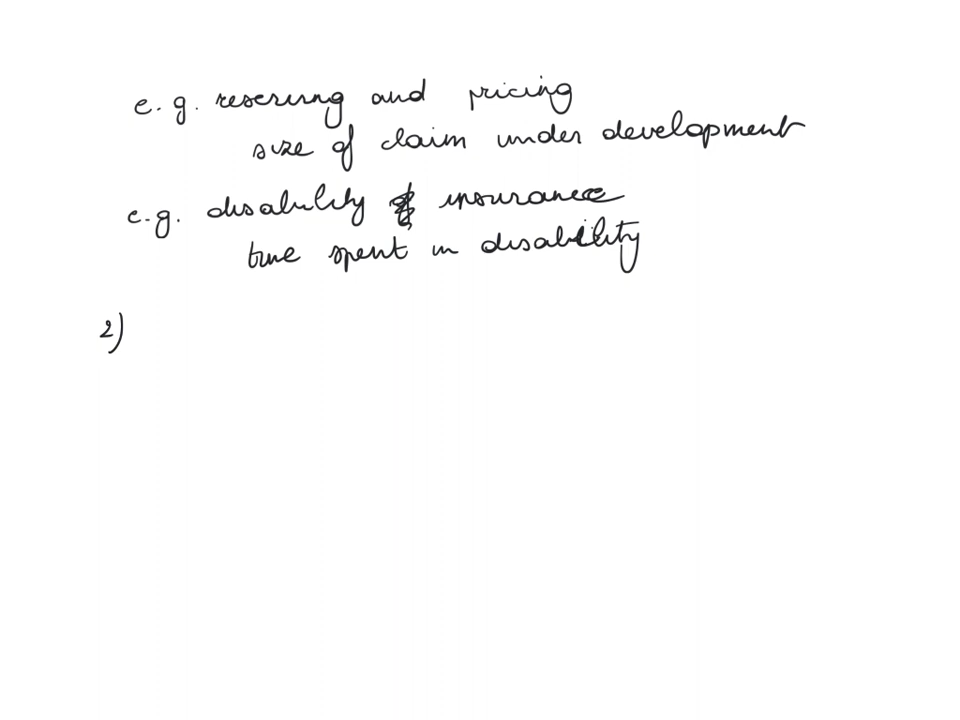 e.g. reserving and pricing
size of claim under development
e.g. disability insurance
time spent in disability
2)